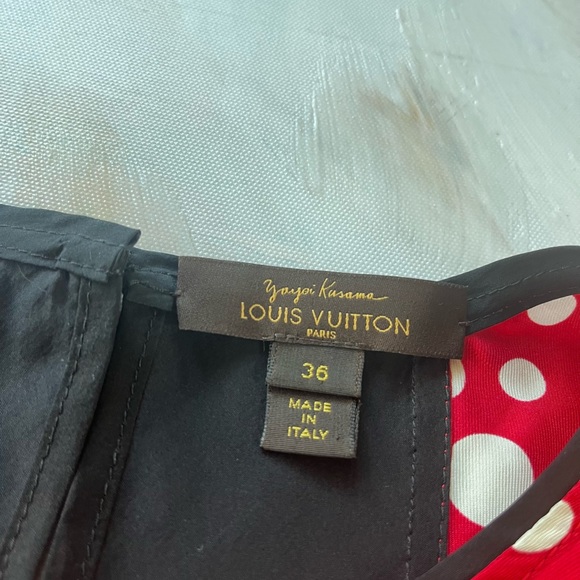 Yayoi Kusama
LOUIS VUITTON
PARIS
36
MADE
IN
ITALY